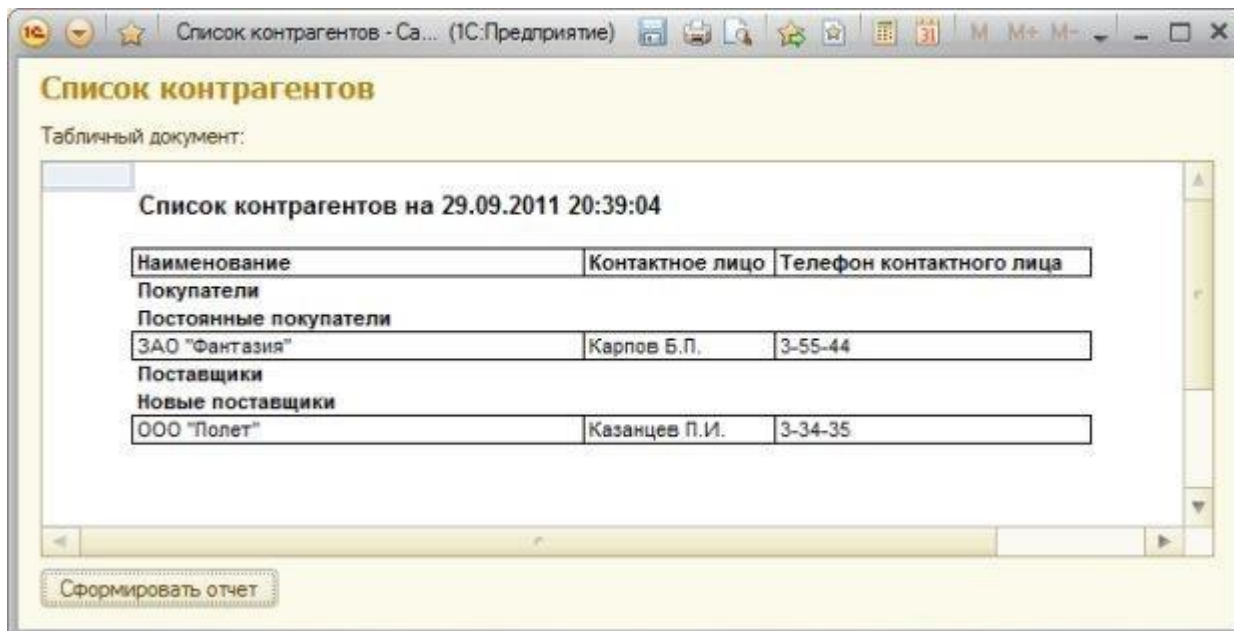 1С Список контрагентов - Са... (1С:Предприятие) 31 M M+ M-
Список контрагентов
Табличный документ:
Список контрагентов на 29.09.2011 20:39:04
Наименование Контактное лицо Телефон контактного лица
Покупатели
Постоянные покупатели
ЗАО "Фантазия" Карпов Б.П. 3-55-44
Поставщики
Новые поставщики
ООО "Полет" Казанцев П.И. 3-34-35
Сформировать отчет